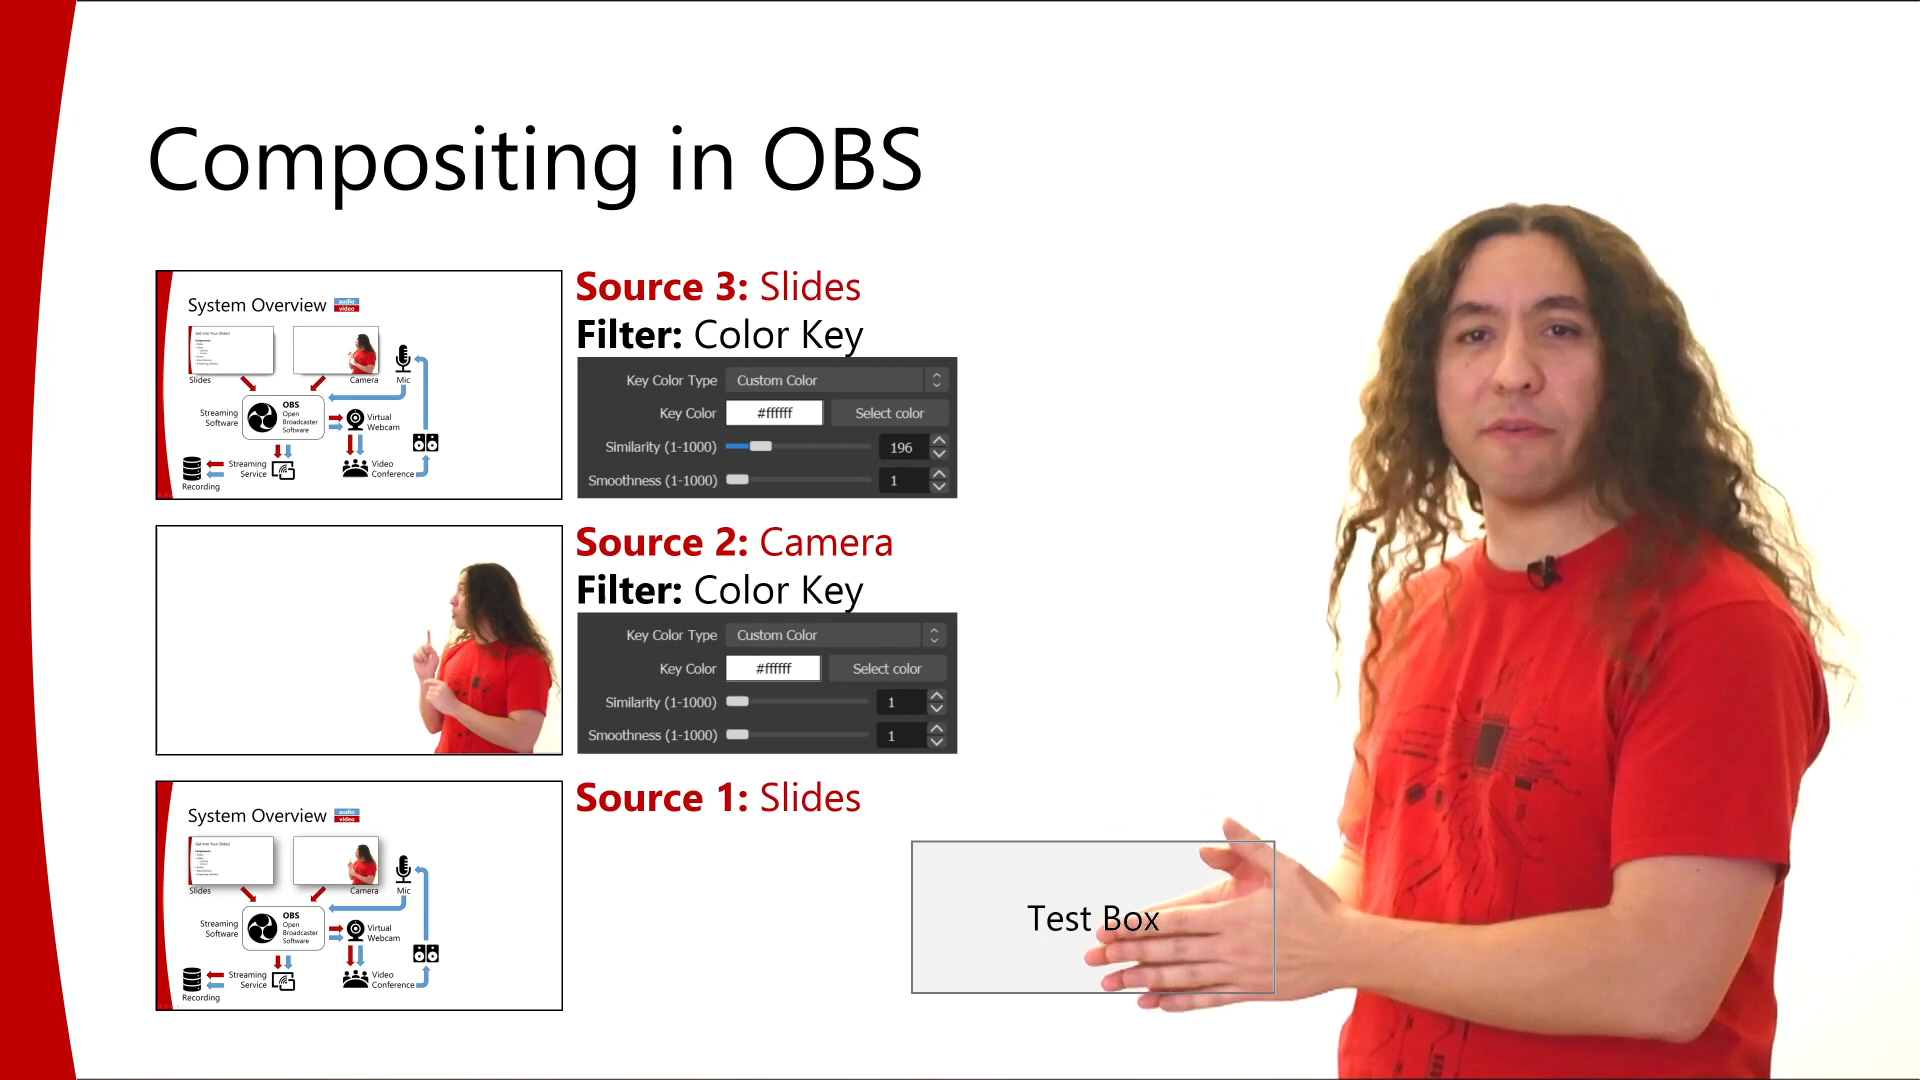 Compositing in OBS
System Overview
audio
video
Slides
Camera
Mic
OBS
Open
Broadcaster
Software
Streaming
Software
Virtual
Webcam
Streaming
Service
Video
Conference
Recording
Source 3: Slides
Filter: Color Key
Key Color Type Custom Color
Key Color #ffffff Select color
Similarity (1-1000) 196
Smoothness (1-1000) 1
Source 2: Camera
Filter: Color Key
Key Color Type Custom Color
Key Color #ffffff Select color
Similarity (1-1000) 1
Smoothness (1-1000) 1
System Overview
audio
video
Slides
Camera
Mic
OBS
Open
Broadcaster
Software
Streaming
Software
Virtual
Webcam
Streaming
Service
Video
Conference
Recording
Source 1: Slides
Test Box